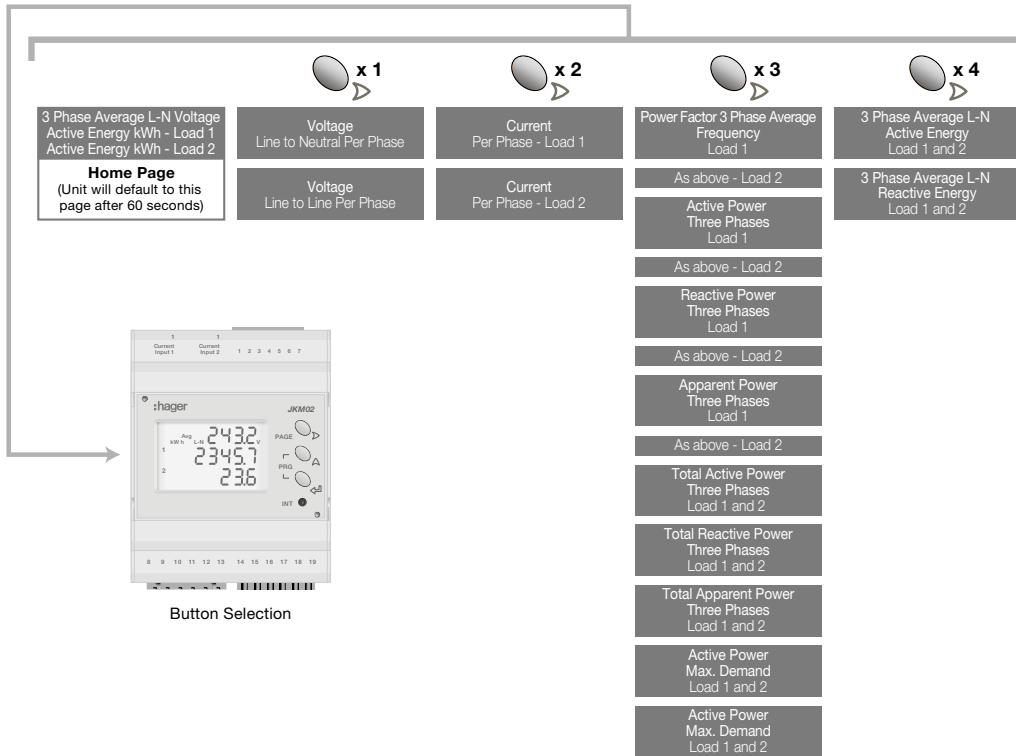 x 1
x 2
x 3
x 4
3 Phase Average L-N Voltage
Active Energy kWh - Load 1
Active Energy kWh - Load 2
Home Page
(Unit will default to this
page after 60 seconds)
Voltage
Line to Neutral Per Phase
Voltage
Line to Line Per Phase
Current
Per Phase - Load 1
Current
Per Phase - Load 2
Power Factor 3 Phase Average
Frequency
Load 1
As above - Load 2
Active Power
Three Phases
Load 1
As above - Load 2
Reactive Power
Three Phases
Load 1
As above - Load 2
Apparent Power
Three Phases
Load 1
As above - Load 2
Total Active Power
Three Phases
Load 1 and 2
Total Reactive Power
Three Phases
Load 1 and 2
Total Apparent Power
Three Phases
Load 1 and 2
Active Power
Max. Demand
Load 1 and 2
Active Power
Max. Demand
Load 1 and 2
3 Phase Average L-N
Active Energy
Load 1 and 2
3 Phase Average L-N
Reactive Energy
Load 1 and 2
1 1
Current Input 1
Current Input 2
1 2 3 4 5 6 7
:hager
JKM02
Avg
kW h L-N 243.2 V
1 2345.7
2 23.6
PAGE
PRG
INT
8 9 10 11 12 13 14 15 16 17 18 19
Button Selection